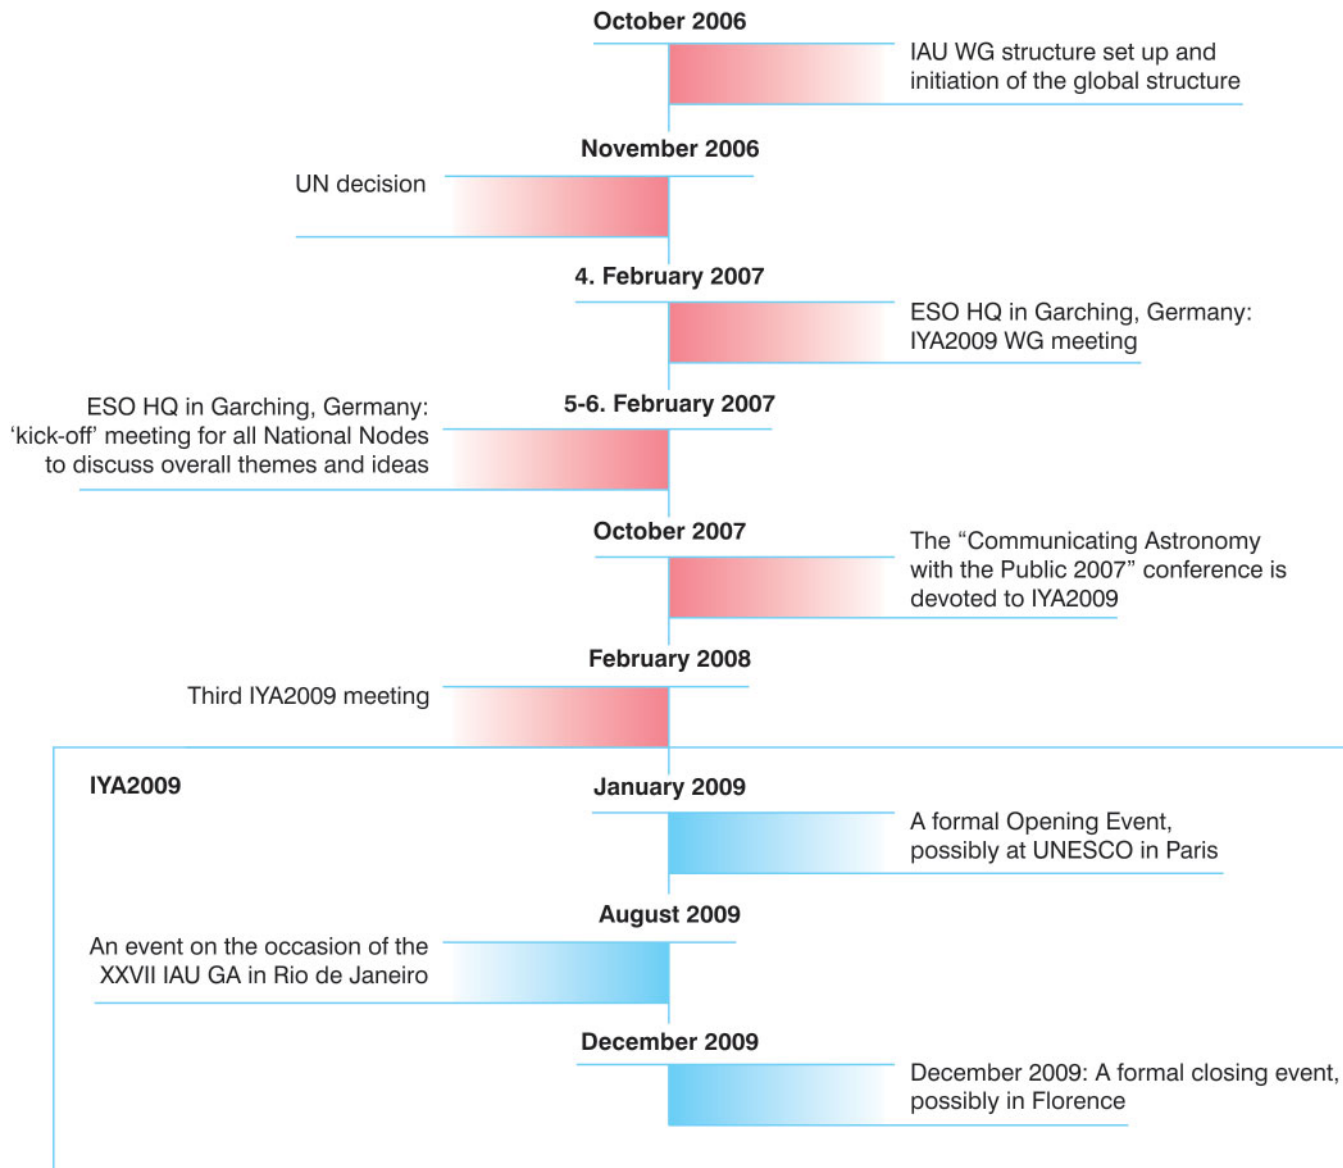 October 2006
IAU WG structure set up and
initiation of the global structure
November 2006
UN decision
4. February 2007
ESO HQ in Garching, Germany:
IYA2009 WG meeting
5-6. February 2007
ESO HQ in Garching, Germany:
‘kick-off’ meeting for all National Nodes
to discuss overall themes and ideas
October 2007
The “Communicating Astronomy
with the Public 2007” conference is
devoted to IYA2009
February 2008
Third IYA2009 meeting
IYA2009
January 2009
A formal Opening Event,
possibly at UNESCO in Paris
August 2009
An event on the occasion of the
XXVII IAU GA in Rio de Janeiro
December 2009
December 2009: A formal closing event,
possibly in Florence